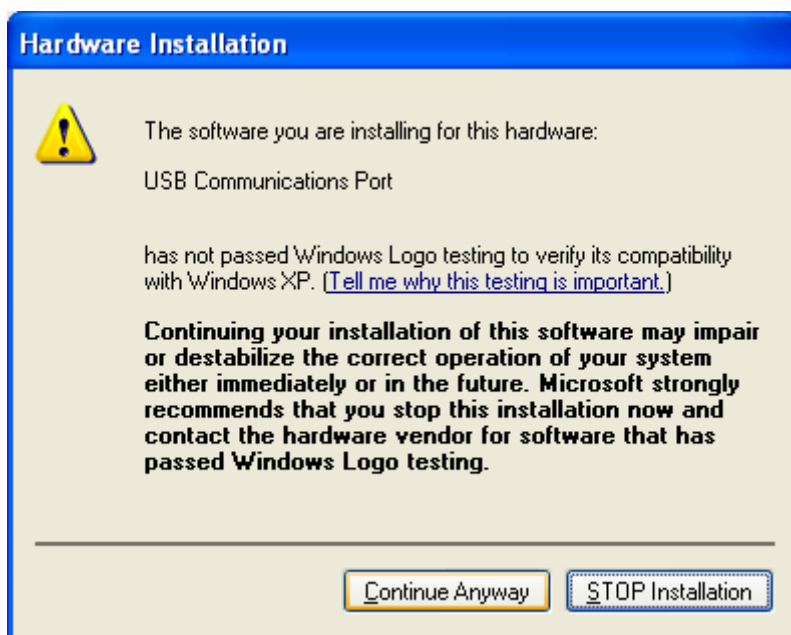 Hardware Installation
The software you are installing for this hardware:
USB Communications Port
has not passed Windows Logo testing to verify its compatibility
with Windows XP. (Tell me why this testing is important.)
Continuing your installation of this software may impair
or destabilize the correct operation of your system
either immediately or in the future. Microsoft strongly
recommends that you stop this installation now and
contact the hardware vendor for software that has
passed Windows Logo testing.
Continue Anyway
STOP Installation